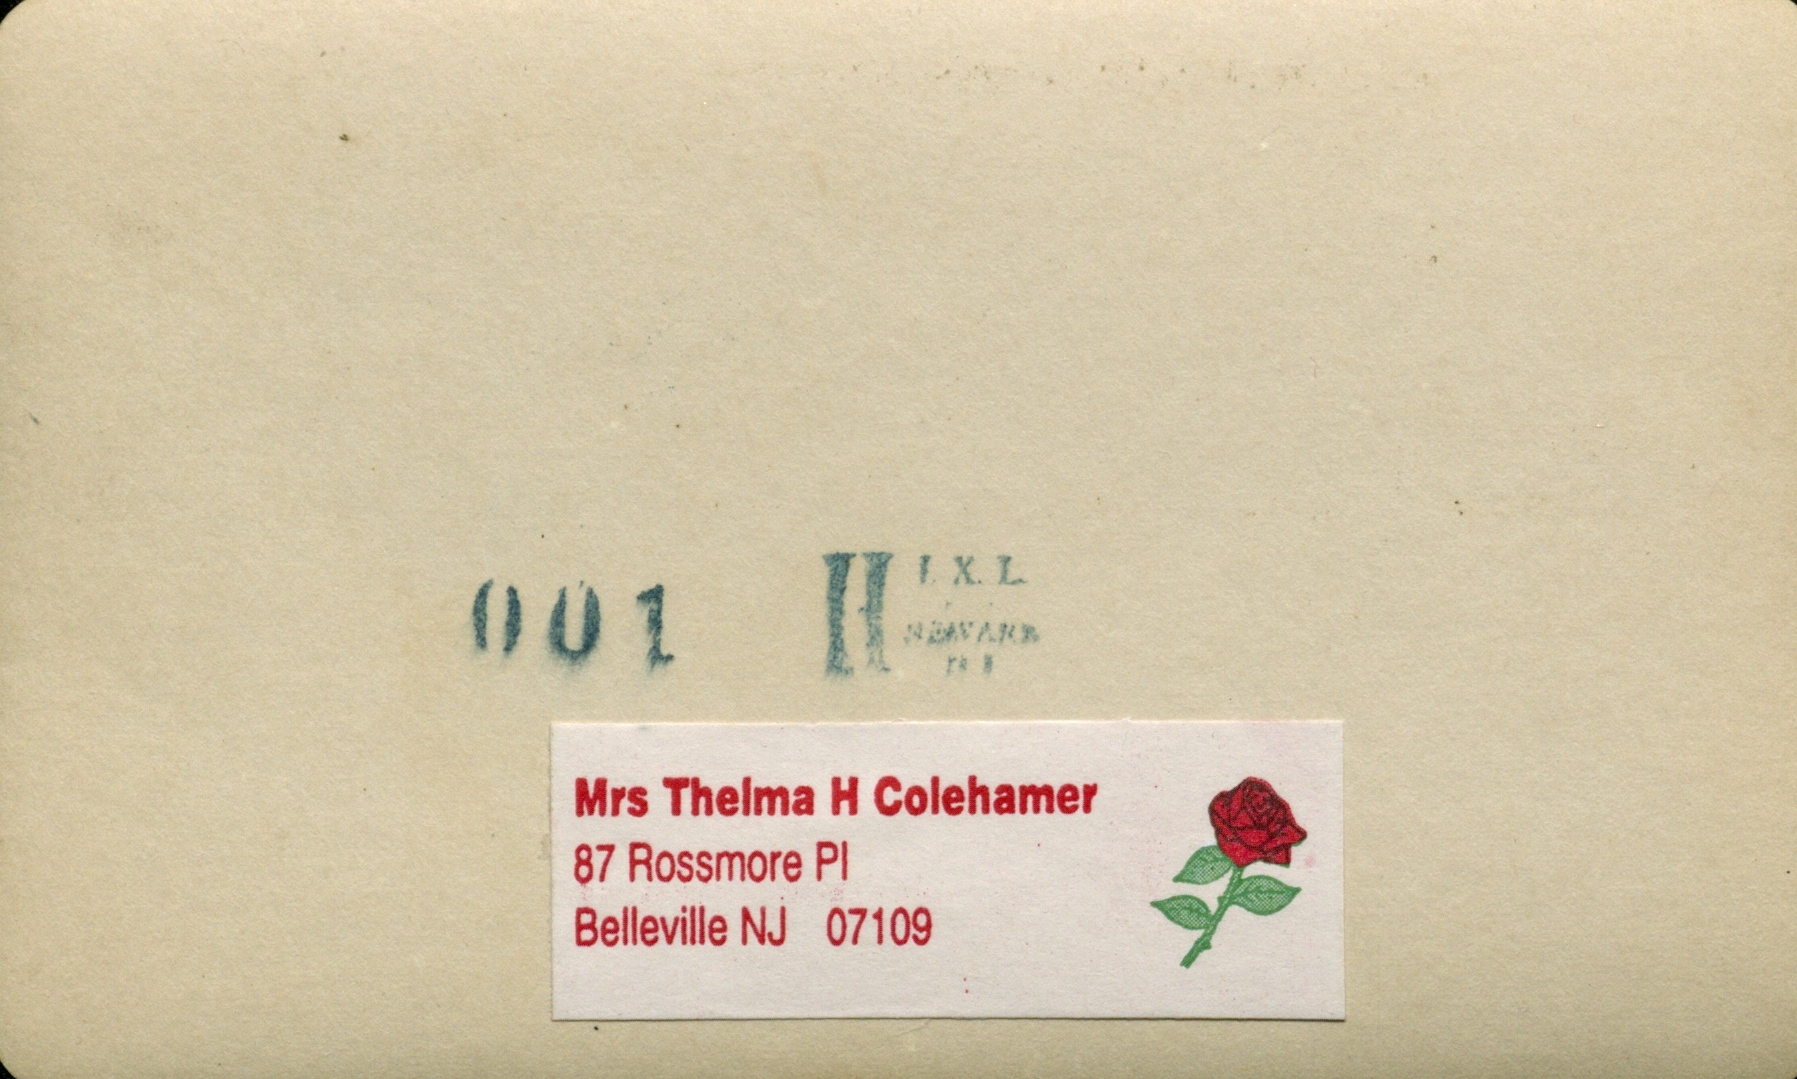 001 H I. X. L.
NEWARK
N J
Mrs Thelma H Colehamer
87 Rossmore Pl
Belleville NJ 07109